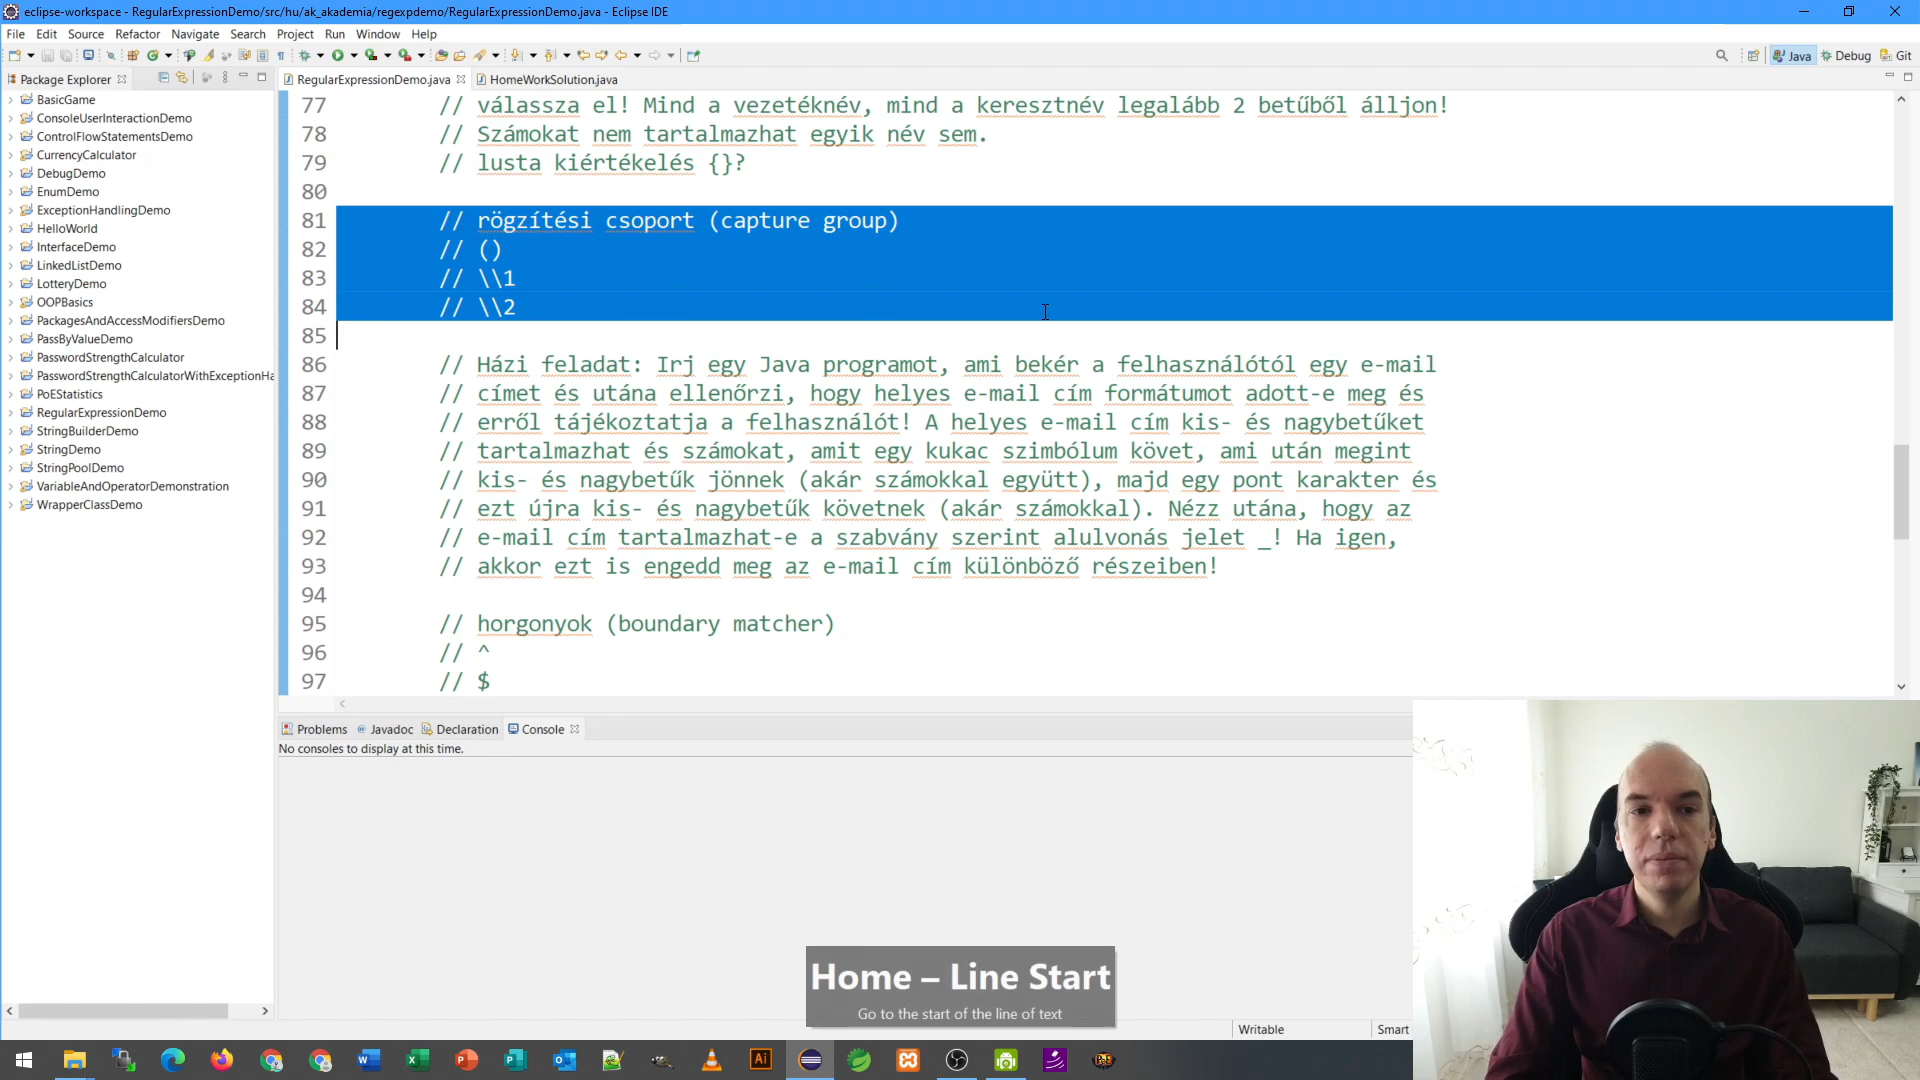 eclipse-workspace - RegularExpressionDemo/src/hu/ak_akademia/regexpdemo/RegularExpressionDemo.java - Eclipse IDE
File Edit Source Refactor Navigate Search Project Run Window Help
Java Debug Git
Package Explorer
BasicGame
ConsoleUserInteractionDemo
ControlFlowStatementsDemo
CurrencyCalculator
DebugDemo
EnumDemo
ExceptionHandlingDemo
HelloWorld
InterfaceDemo
LinkedListDemo
LotteryDemo
OOPBasics
PackagesAndAccessModifiersDemo
PassByValueDemo
PasswordStrengthCalculator
PasswordStrengthCalculatorWithExceptionHa
PoEStatistics
RegularExpressionDemo
StringBuilderDemo
StringDemo
StringPoolDemo
VariableAndOperatorDemonstration
WrapperClassDemo
RegularExpressionDemo.java HomeWorkSolution.java
77 // válassza el! Mind a vezetéknév, mind a keresztnév legalább 2 betűből álljon!
78 // Számokat nem tartalmazhat egyik név sem.
79 // lusta kiértékelés {}?
80
81 // rögzítési csoport (capture group)
82 // ()
83 // \\1
84 // \\2
85
86 // Házi feladat: Irj egy Java programot, ami bekér a felhasználótól egy e-mail
87 // címet és utána ellenőrzi, hogy helyes e-mail cím formátumot adott-e meg és
88 // erről tájékoztatja a felhasználót! A helyes e-mail cím kis- és nagybetűket
89 // tartalmazhat és számokat, amit egy kukac szimbólum követ, ami után megint
90 // kis- és nagybetűk jönnek (akár számokkal együtt), majd egy pont karakter és
91 // ezt újra kis- és nagybetűk követnek (akár számokkal). Nézz utána, hogy az
92 // e-mail cím tartalmazhat-e a szabvány szerint alulvonás jelet _! Ha igen,
93 // akkor ezt is engedd meg az e-mail cím különböző részeiben!
94
95 // horgonyok (boundary matcher)
96 // ^
97 // $
Problems Javadoc Declaration Console
No consoles to display at this time.
Home – Line Start
Go to the start of the line of text
Writable Smart